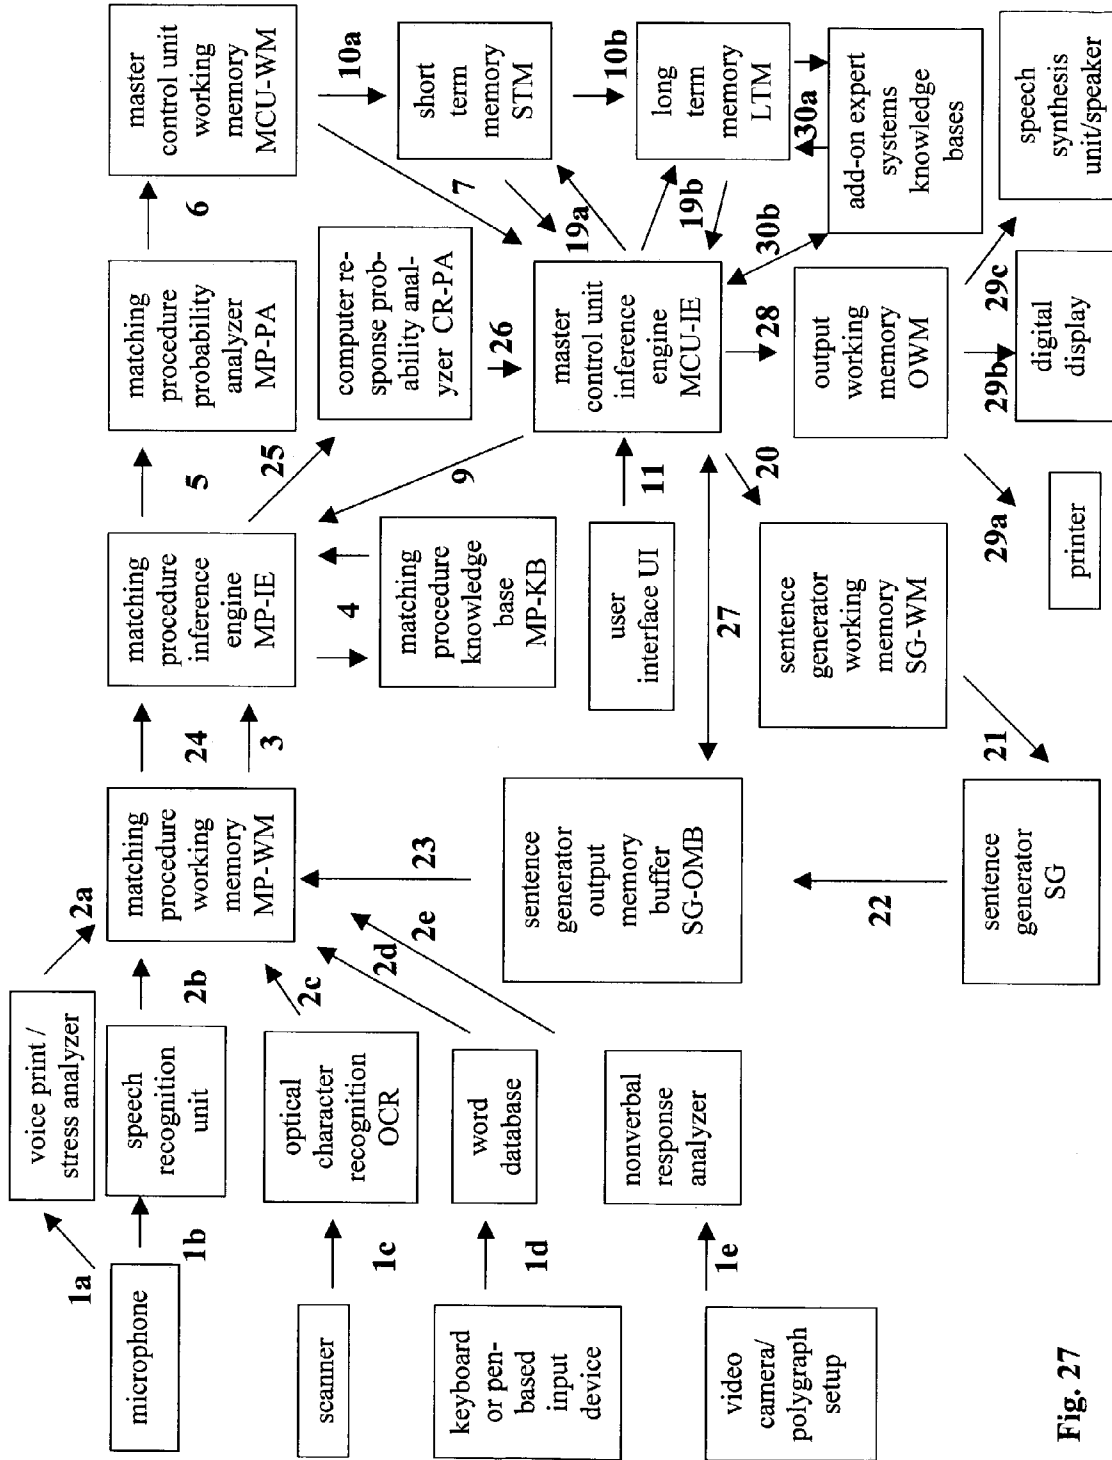 microphone
scanner
keyboard
or pen-
based
input
device
video
camera/
polygraph
setup
1a
1b
1c
1d
1e
voice print /
stress analyzer
speech
recognition
unit
optical
character
recognition
OCR
word
database
nonverbal
response
analyzer
2a
2b
2c
2d
2e
matching
procedure
working
memory
MP-WM
23
sentence
generator
output
memory
buffer
SG-OMB
22
sentence
generator
SG
24
3
21
27
matching
procedure
inference
engine
MP-IE
4
matching
procedure
knowledge
base
MP-KB
user
interface UI
sentence
generator
working
memory
SG-WM
5
25
9
11
20
29a
printer
matching
procedure
probability
analyzer
MP-PA
computer re-
sponse prob-
ability anal-
yzer CR-PA
26
master
control unit
inference
engine
MCU-IE
28
output
working
memory
OWM
29b
digital
display
6
7
19a
19b
30b
29c
master
control unit
working
memory
MCU-WM
10a
short
term
memory
STM
10b
long
term
memory
LTM
30a
add-on expert
systems
knowledge
bases
speech
synthesis
unit/speaker
Fig. 27